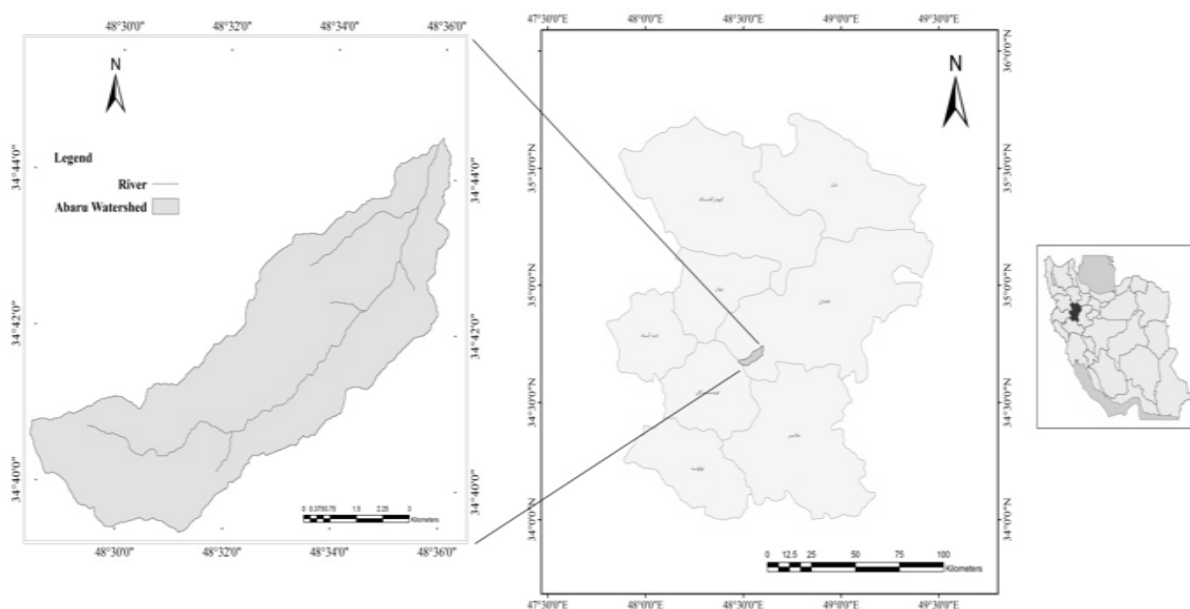 48°30'0"
48°32'0"
48°34'0"
48°36'0"
N
Legend
River
Abaru Watershed
34°44'0"
34°42'0"
34°40'0"
34°44'0"
34°42'0"
34°40'0"
0 0.375 0.75 1.5 2.25 3
Kilometers
48°30'0"
48°32'0"
48°34'0"
48°36'0"
47°30'0"E
48°0'0"E
48°30'0"E
49°0'0"E
49°30'0"E
N
36°0'0"N
35°30'0"N
35°0'0"N
34°30'0"N
34°0'0"N
36°0'0"N
35°30'0"N
35°0'0"N
34°30'0"N
34°0'0"N
0 12.5 25 50 75 100
Kilometers
47°30'0"E
48°0'0"E
48°30'0"E
49°0'0"E
49°30'0"E